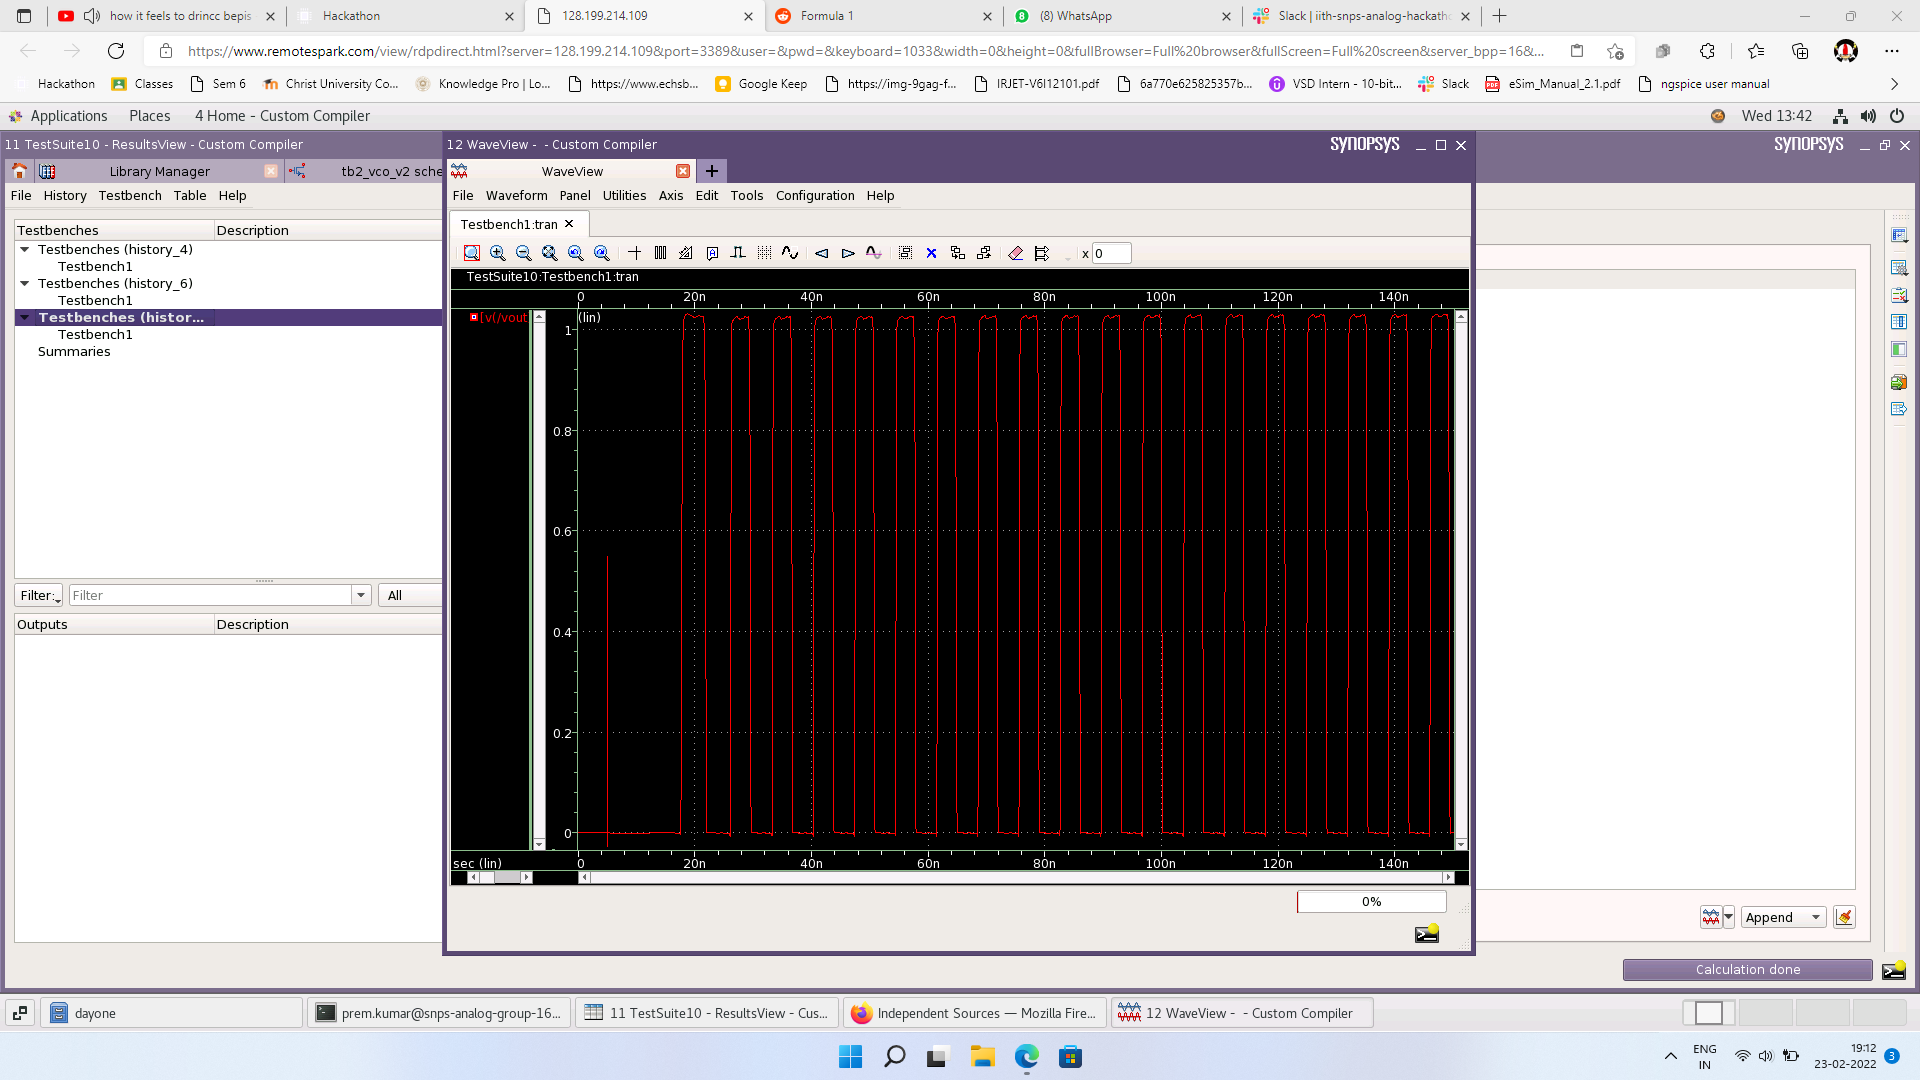 how it feels to drincc bepis
Hackathon
128.199.214.109
Formula 1
(8) WhatsApp
Slack | iith-snps-analog-hackatho
https://www.remotespark.com/view/rdpdirect.html?server=128.199.214.109&port=3389&user=&pwd=&keyboard=1033&width=0&height=0&fullBrowser=Full%20browser&fullScreen=Full%20screen&server_bpp=16&...
Hackathon
Classes
Sem 6
Christ University Co...
Knowledge Pro | Lo...
https://www.echsb...
Google Keep
https://img-9gag-f...
IRJET-V6I12101.pdf
6a770e625825357b...
VSD Intern - 10-bit...
Slack
eSim_Manual_2.1.pdf
ngspice user manual
Applications Places 4 Home - Custom Compiler
Wed 13:42
11 TestSuite10 - ResultsView - Custom Compiler
12 WaveView - - Custom Compiler
SYNOPSYS
SYNOPSYS
Library Manager
tb2_vco_v2 sche
WaveView
File History Testbench Table Help
File Waveform Panel Utilities Axis Edit Tools Configuration Help
Testbench1:tran
x 0
Testbenches
Description
Testbenches (history_4)
Testbench1
Testbenches (history_6)
Testbench1
Testbenches (histor...
Testbench1
Summaries
Filter:
Filter
All
Outputs
Description
TestSuite10:Testbench1:tran
0 20n 40n 60n 80n 100n 120n 140n
v(/vout
(lin)
1
0.8
0.6
0.4
0.2
0
sec (lin)
0 20n 40n 60n 80n 100n 120n 140n
0%
Append
Calculation done
dayone
prem.kumar@snps-analog-group-16...
11 TestSuite10 - ResultsView - Cus...
Independent Sources — Mozilla Fire...
12 WaveView - - Custom Compiler
ENG
IN
19:12
23-02-2022
3